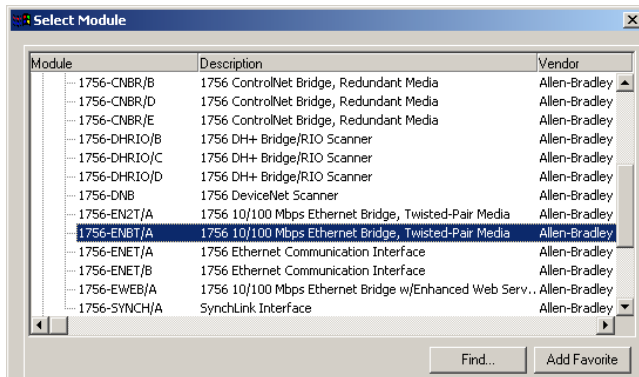 Select Module
Module Description Vendor
1756-CNBR/B 1756 ControlNet Bridge, Redundant Media Allen-Bradley
1756-CNBR/D 1756 ControlNet Bridge, Redundant Media Allen-Bradley
1756-CNBR/E 1756 ControlNet Bridge, Redundant Media Allen-Bradley
1756-DHRIO/B 1756 DH+ Bridge/RIO Scanner Allen-Bradley
1756-DHRIO/C 1756 DH+ Bridge/RIO Scanner Allen-Bradley
1756-DHRIO/D 1756 DH+ Bridge/RIO Scanner Allen-Bradley
1756-DNB 1756 DeviceNet Scanner Allen-Bradley
1756-EN2T/A 1756 10/100 Mbps Ethernet Bridge, Twisted-Pair Media Allen-Bradley
1756-ENBT/A 1756 10/100 Mbps Ethernet Bridge, Twisted-Pair Media Allen-Bradley
1756-ENET/A 1756 Ethernet Communication Interface Allen-Bradley
1756-ENET/B 1756 Ethernet Communication Interface Allen-Bradley
1756-EWEB/A 1756 10/100 Mbps Ethernet Bridge w/Enhanced Web Serv... Allen-Bradley
1756-SYNCH/A SynchLink Interface Allen-Bradley
Find... Add Favorite